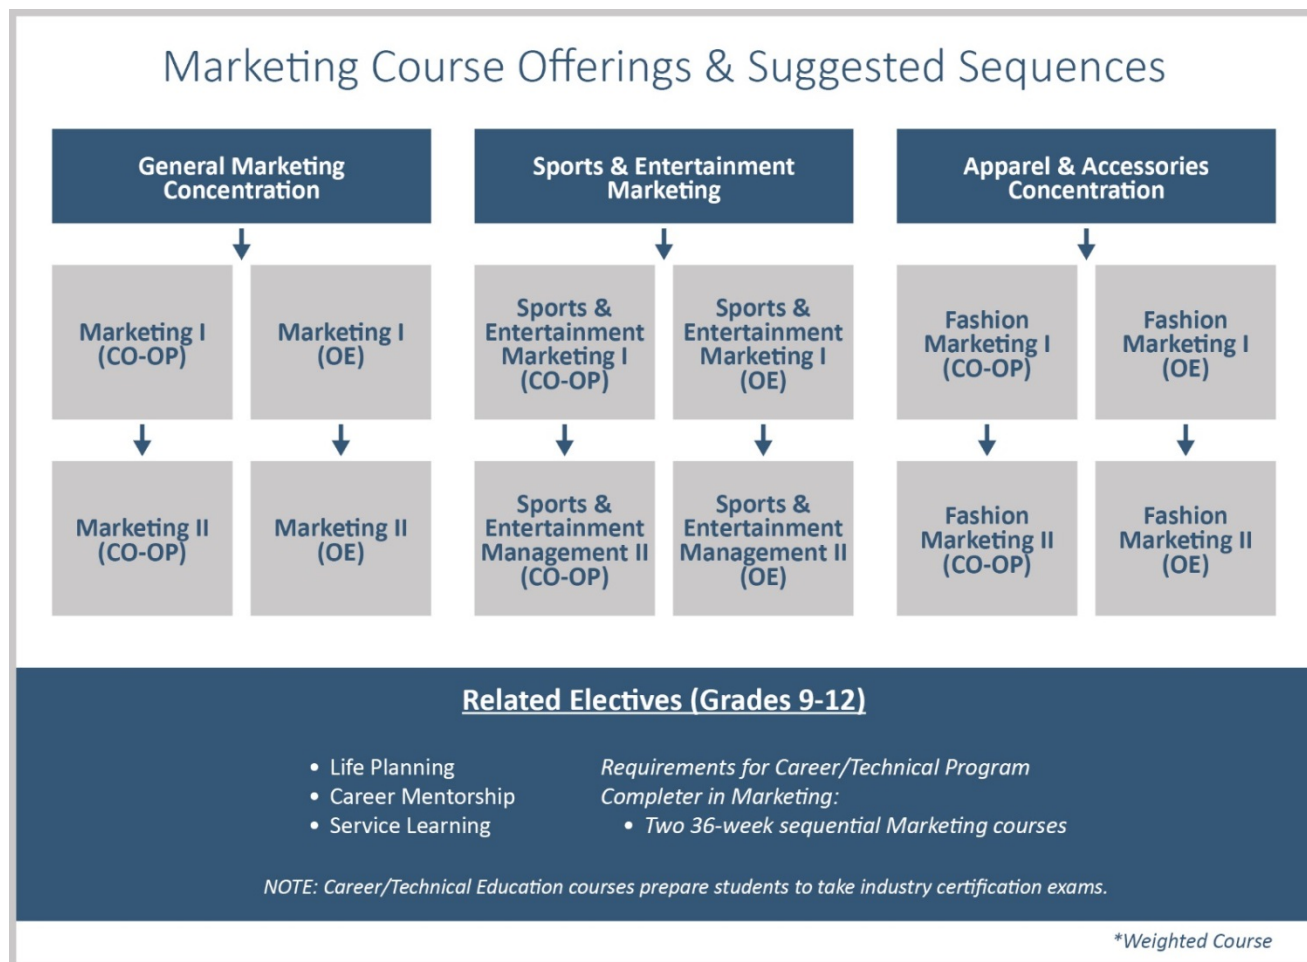 Marketing Course Offerings & Suggested Sequences
General Marketing
Concentration
Sports & Entertainment
Marketing
Apparel & Accessories
Concentration
Marketing I
(CO-OP)
Marketing I
(OE)
Sports &
Entertainment
Marketing I
(CO-OP)
Sports &
Entertainment
Marketing I
(OE)
Fashion
Marketing I
(CO-OP)
Fashion
Marketing I
(OE)
Marketing II
(CO-OP)
Marketing II
(OE)
Sports &
Entertainment
Management II
(CO-OP)
Sports &
Entertainment
Management II
(OE)
Fashion
Marketing II
(CO-OP)
Fashion
Marketing II
(OE)
Related Electives (Grades 9-12)
• Life Planning
• Career Mentorship
• Service Learning
Requirements for Career/Technical Program
Completer in Marketing:
• Two 36-week sequential Marketing courses
NOTE: Career/Technical Education courses prepare students to take industry certification exams.
*Weighted Course